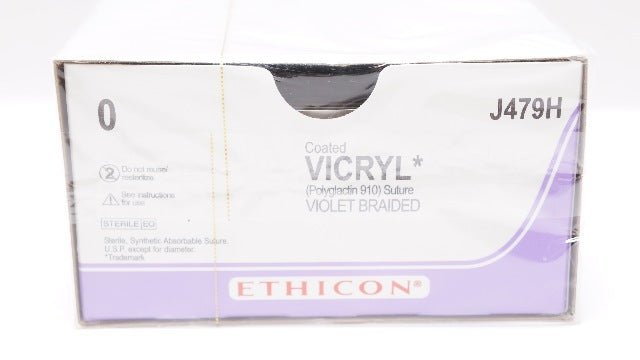 0
J479H
Coated
VICRYL*
(Polyglactin 910) Suture
VIOLET BRAIDED
2 Do not reuse/
resterilize
See instructions
for use
STERILE EO
Sterile, Synthetic Absorbable Suture.
U.S.P. except for diameter.
*Trademark
ETHICON®